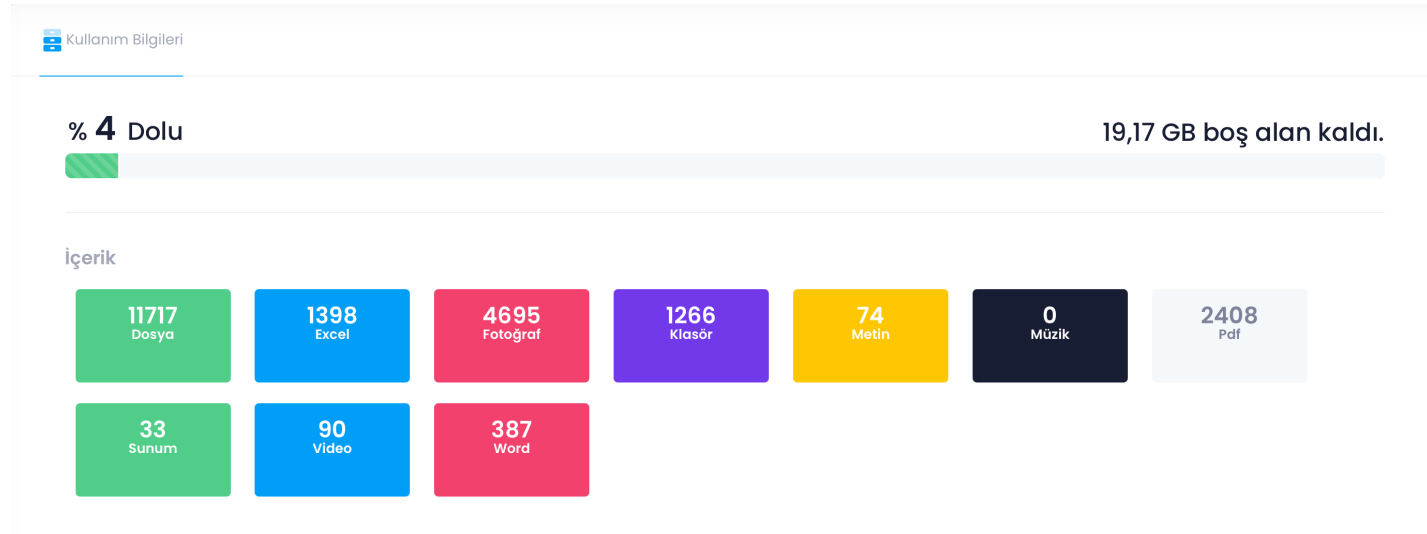 Kullanım Bilgileri
% 4 Dolu
19,17 GB boş alan kaldı.
İçerik
11717
Dosya
1398
Excel
4695
Fotoğraf
1266
Klasör
74
Metin
0
Müzik
2408
Pdf
33
Sunum
90
Video
387
Word